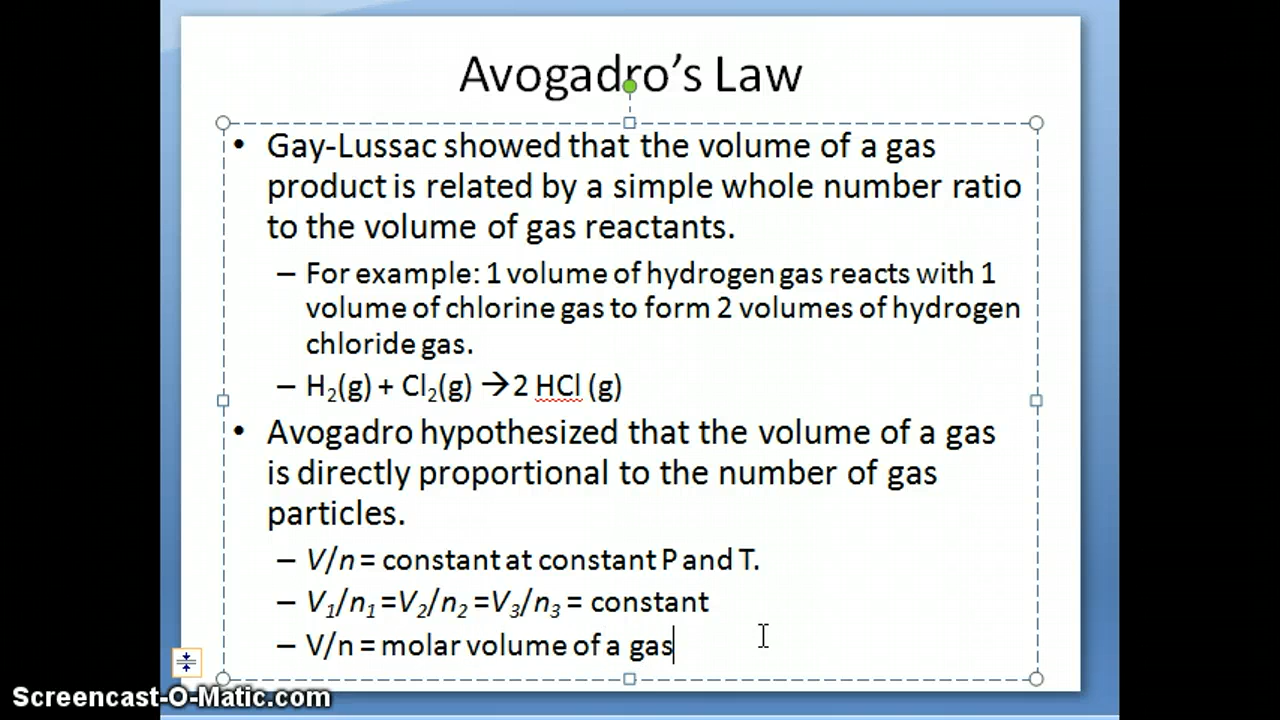 Avogadro’s Law
• Gay-Lussac showed that the volume of a gas
product is related by a simple whole number ratio
to the volume of gas reactants.
– For example: 1 volume of hydrogen gas reacts with 1
volume of chlorine gas to form 2 volumes of hydrogen
chloride gas.
– H₂(g) + Cl₂(g) →2 HCl (g)
• Avogadro hypothesized that the volume of a gas
is directly proportional to the number of gas
particles.
– V/n = constant at constant P and T.
– V₁/n₁ =V₂/n₂ =V₃/n₃ = constant
– V/n = molar volume of a gas
Screencast-O-Matic.com